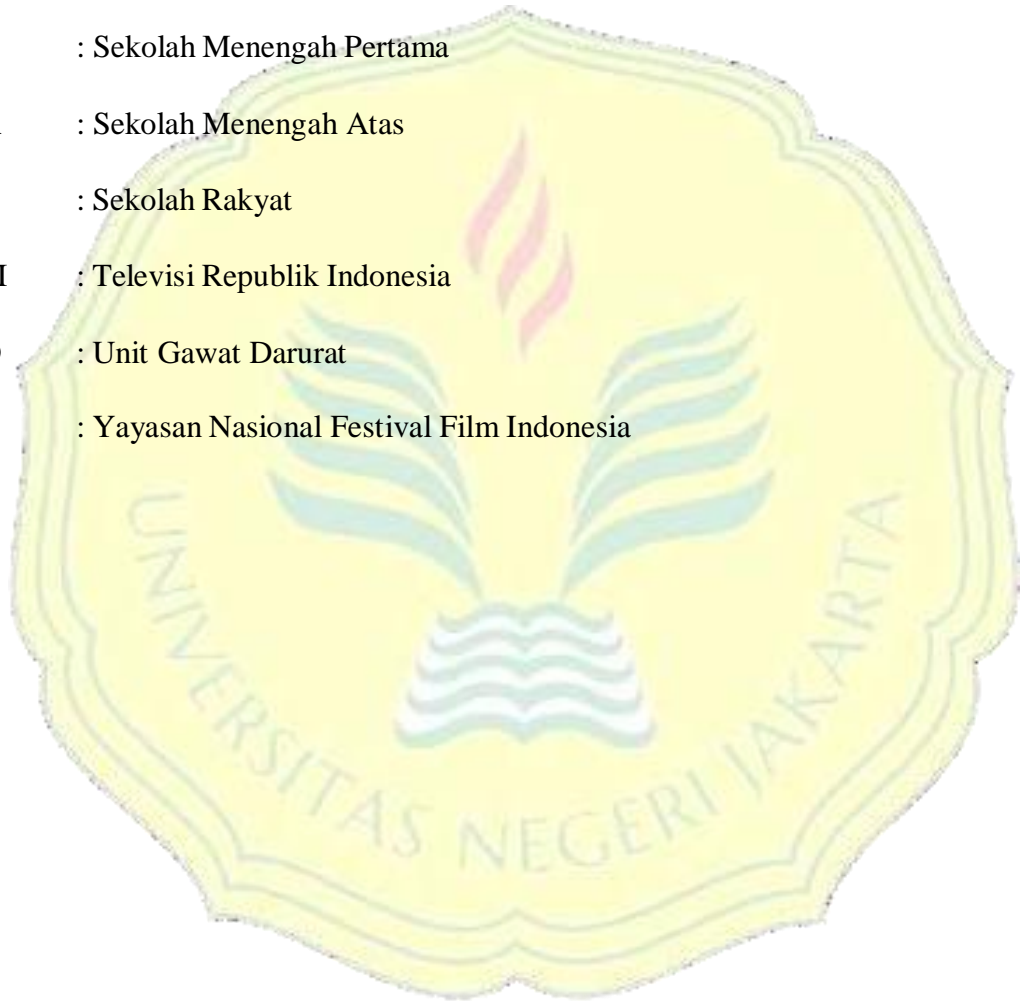 : Sekolah Menengah Pertama
: Sekolah Menengah Atas
: Sekolah Rakyat
I : Televisi Republik Indonesia
: Unit Gawat Darurat
: Yayasan Nasional Festival Film Indonesia
UNIVERSITAS NEGERI JAKARTA